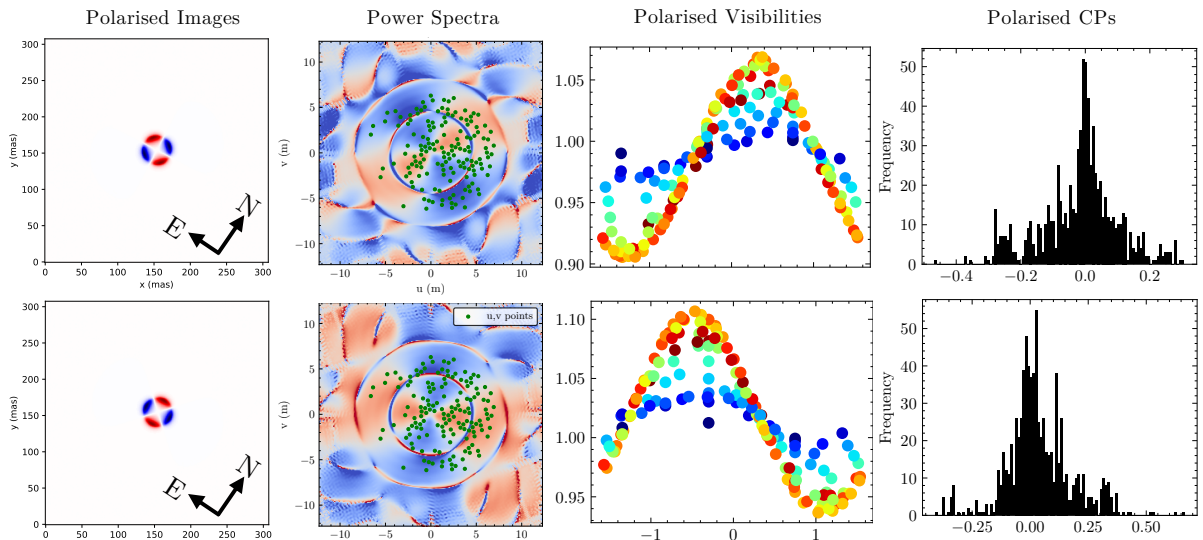 Polarised Images
Power Spectra
Polarised Visibilities
Polarised CPs
300
250
200
150
100
50
0
y (mas)
0 50 100 150 200 250 300
x (mas)
E
N
10
5
0
−5
−10
v (m)
−10 −5 0 5 10
u (m)
1.05
1.00
0.95
0.90
50
40
30
20
10
0
Frequency
−0.4 −0.2 0.0 0.2
300
250
200
150
100
50
0
y (mas)
0 50 100 150 200 250 300
E
N
u,v points
10
5
0
−5
−10
v (m)
−10 −5 0 5 10
1.10
1.05
1.00
0.95
−1 0 1
50
40
30
20
10
0
Frequency
−0.25 0.00 0.25 0.50